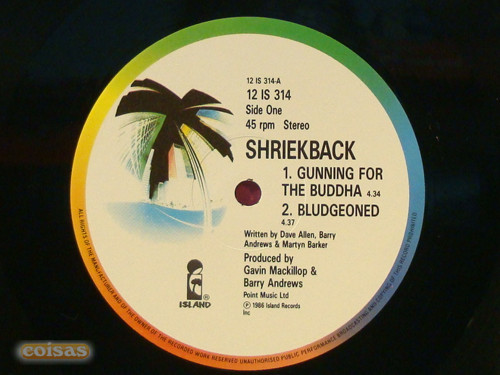 12 IS 314-A
12 IS 314
Side One
45 rpm Stereo
SHRIEKBACK
1. GUNNING FOR
THE BUDDHA 4.34
2. BLUDGEONED
4.37
Written by Dave Allen, Barry
Andrews & Martyn Barker
Produced by
Gavin Mackillop &
Barry Andrews
Point Music Ltd
℗ 1986 Island Records
Inc
ISLAND®
ALL RIGHTS OF THE MANUFACTURER AND OF THE OWNER OF THE RECORDED WORK RESERVED UNAUTHORISED PUBLIC PERFORMANCE BROADCASTING AND COPYING OF THIS RECORD PROHIBITED
coisas